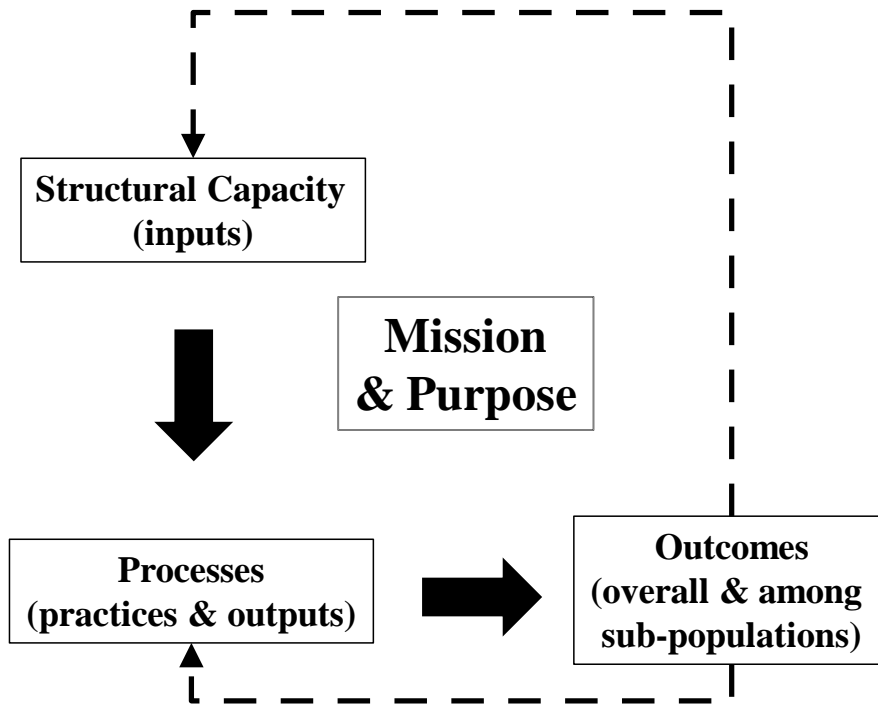 Structural Capacity
(inputs)
Mission
& Purpose
Processes
(practices & outputs)
Outcomes
(overall & among
sub-populations)